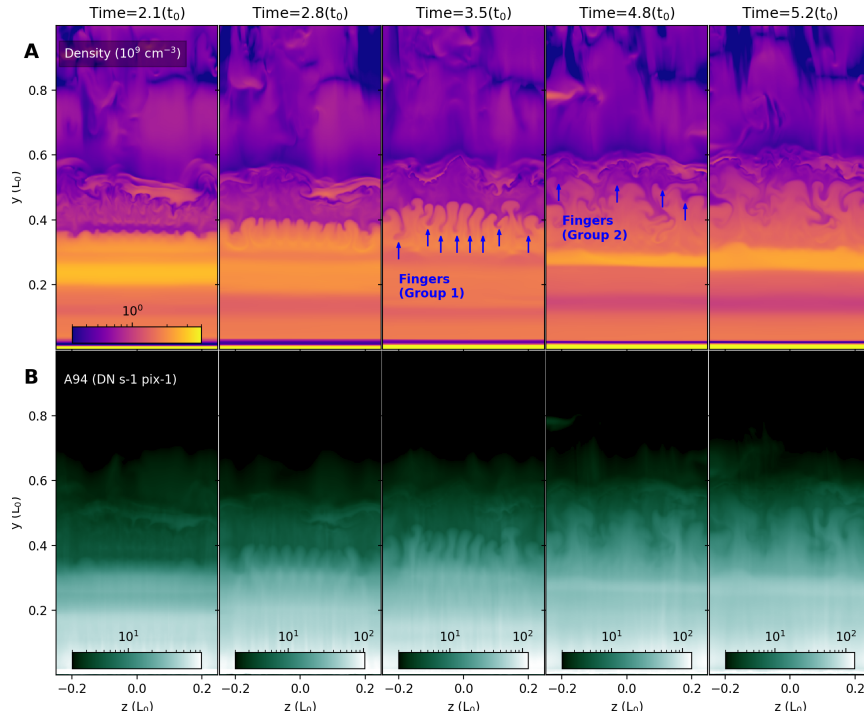 Time=2.1(t₀) Time=2.8(t₀) Time=3.5(t₀) Time=4.8(t₀) Time=5.2(t₀)
A
Density (10⁹ cm⁻³)
y (L₀)
0.8
0.6
0.4
0.2
10⁰
Fingers
(Group 1)
Fingers
(Group 2)
B
A94 (DN s-1 pix-1)
y (L₀)
0.8
0.6
0.4
0.2
10¹ 10¹ 10² 10¹ 10² 10¹ 10² 10¹ 10²
−0.2 0.0 0.2 −0.2 0.0 0.2 −0.2 0.0 0.2 −0.2 0.0 0.2 −0.2 0.0 0.2
z (L₀) z (L₀) z (L₀) z (L₀) z (L₀)